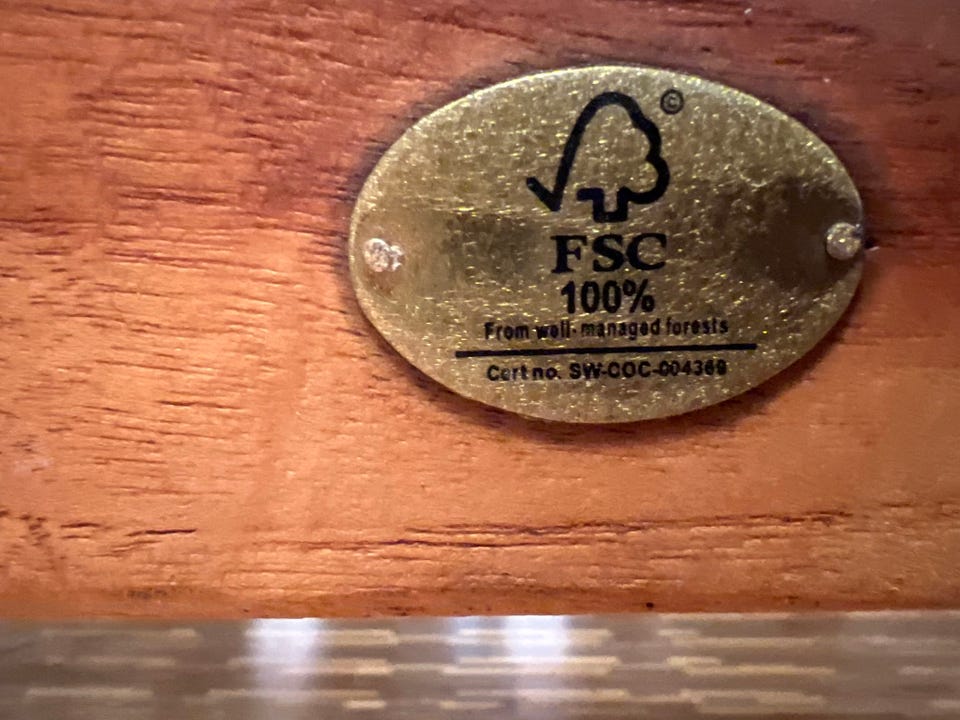 ©
FSC
100%
From well-managed forests
Cert no. SW-COC-004369